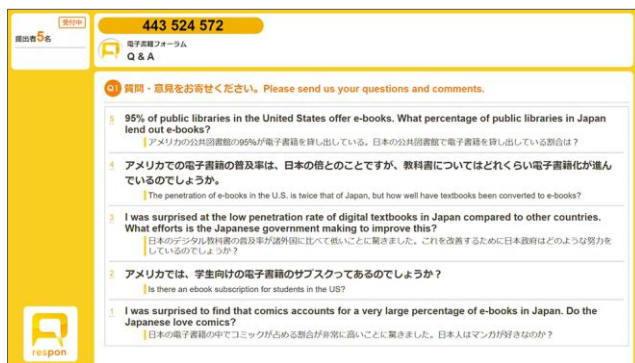 受付中
提出者5名
443 524 572
電子書籍フォーラム
Q & A
Q1 質問・意見をお寄せください。Please send us your questions and comments.
5 95% of public libraries in the United States offer e-books. What percentage of public libraries in Japan
lend out e-books?
アメリカの公共図書館の95%が電子書籍を貸し出している。日本の公共図書館で電子書籍を貸し出している割合は？
4 アメリカでの電子書籍の普及率は、日本の倍とのことですが、教科書についてはどれくらい電子書籍化が進ん
でいるのでしょうか。
The penetration of e-books in the U.S. is twice that of Japan, but how well have textbooks been converted to e-books?
3 I was surprised at the low penetration rate of digital textbooks in Japan compared to other countries.
What efforts is the Japanese government making to improve this?
日本のデジタル教科書の普及率が諸外国に比べて低いことに驚きました。これを改善するために日本政府はどのような努力を
しているのでしょうか？
2 アメリカでは、学生向けの電子書籍のサブスクってあるのでしょうか？
Is there an ebook subscription for students in the US?
1 I was surprised to find that comics accounts for a very large percentage of e-books in Japan. Do the
Japanese love comics?
日本の電子書籍の中でコミックが占める割合が非常に高いことに驚きました。日本人はマンガが好きなのか？
respon